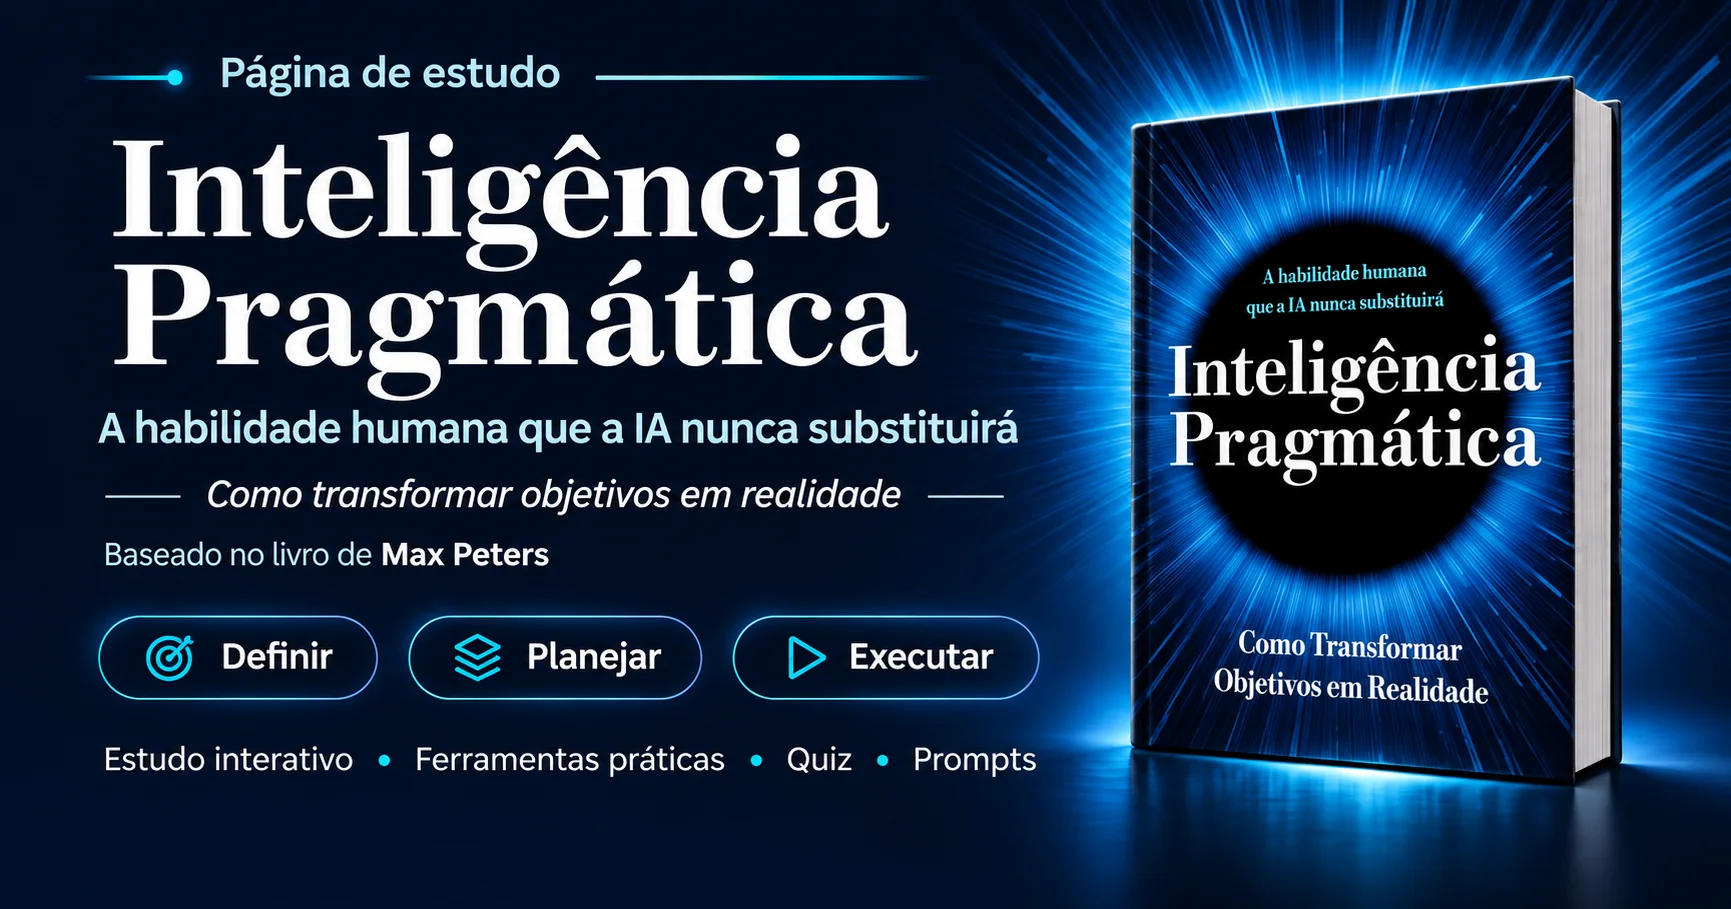 Página de estudo
Inteligência
Pragmática
A habilidade humana que a IA nunca substituirá
Como transformar objetivos em realidade
Baseado no livro de Max Peters
Definir
Planejar
Executar
Estudo interativo • Ferramentas práticas • Quiz • Prompts
A habilidade humana
que a IA nunca substituirá
Inteligência
Pragmática
Como Transformar
Objetivos em Realidade